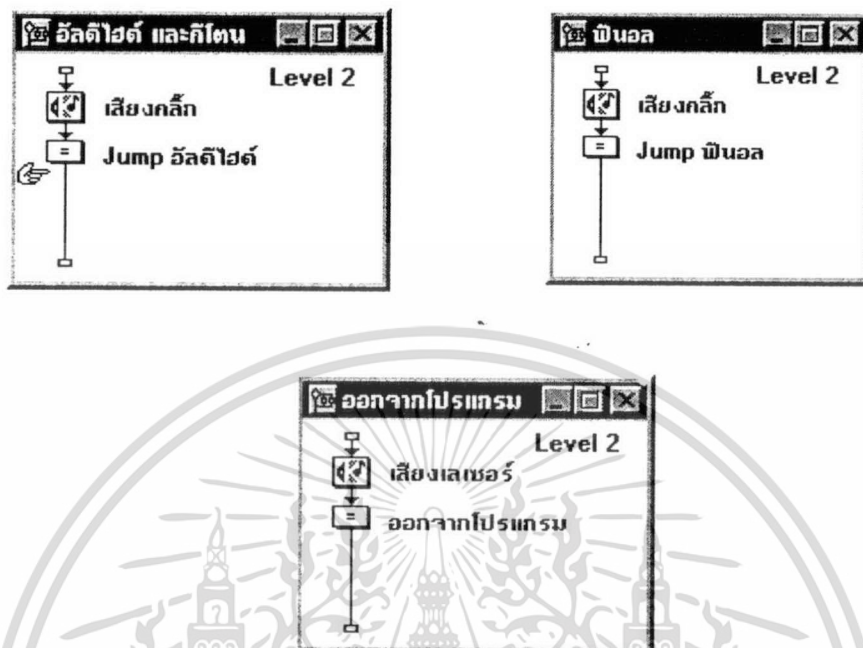 อัลดีไฮด์ และคีโตน
Level 2
เสียงคลิ๊ก
=
Jump อัลดีไฮด์
ฟีนอล
Level 2
เสียงคลิ๊ก
=
Jump ฟีนอล
ออกจากโปรแกรม
Level 2
เสียงเลเซอร์
=
ออกจากโปรแกรม